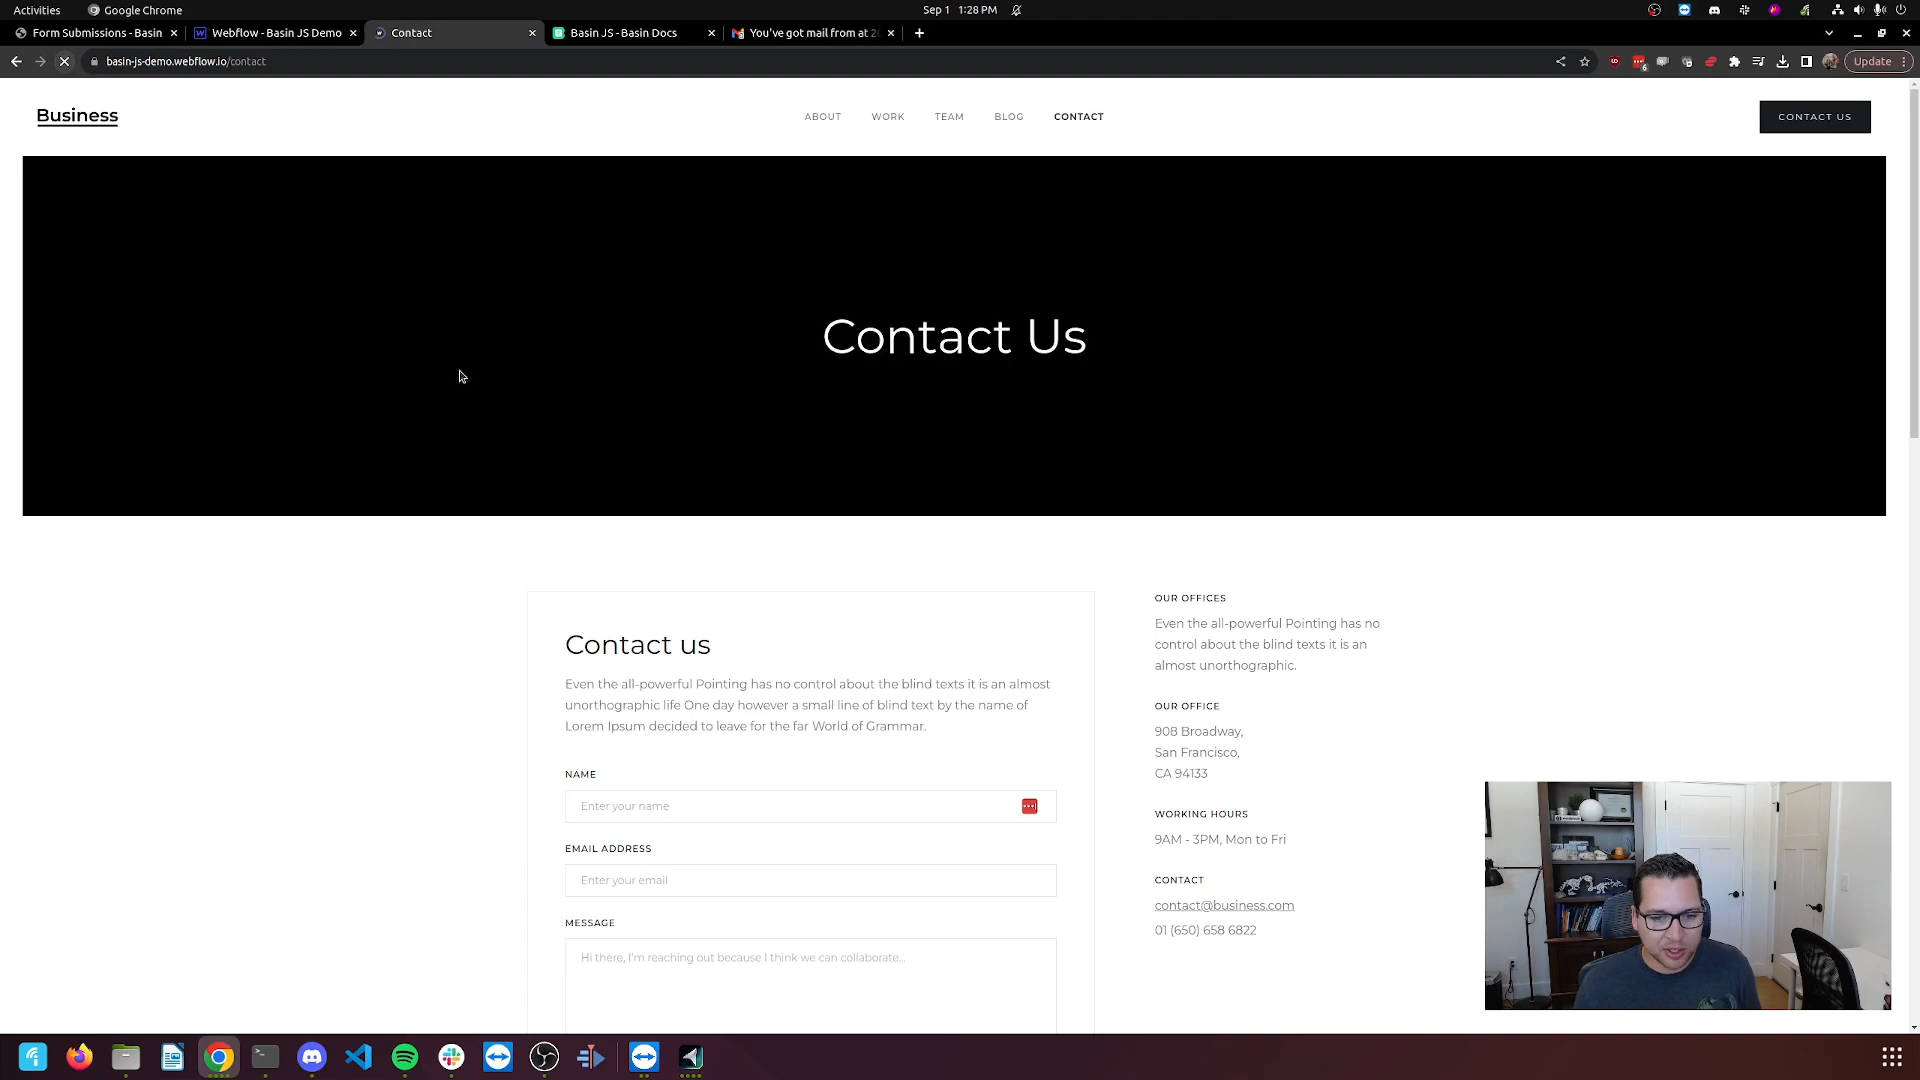 Activities
Google Chrome
Sep 1 1:28 PM
Form Submissions - Basin
Webflow - Basin JS Demo
Contact
Basin JS - Basin Docs
You've got mail from at 20
basin-js-demo.webflow.io/contact
6
Update
Business
ABOUT
WORK
TEAM
BLOG
CONTACT
CONTACT US
Contact Us
Contact us
Even the all-powerful Pointing has no control about the blind texts it is an almost
unorthographic life One day however a small line of blind text by the name of
Lorem Ipsum decided to leave for the far World of Grammar.
NAME
Enter your name
EMAIL ADDRESS
Enter your email
MESSAGE
Hi there, I'm reaching out because I think we can collaborate...
OUR OFFICES
Even the all-powerful Pointing has no
control about the blind texts it is an
almost unorthographic.
OUR OFFICE
908 Broadway,
San Francisco,
CA 94133
WORKING HOURS
9AM - 3PM, Mon to Fri
CONTACT
contact@business.com
01 (650) 658 6822